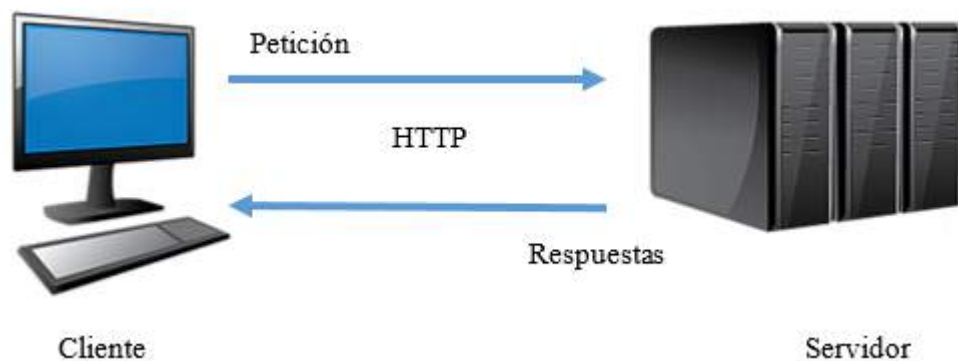 Petición
HTTP
Respuestas
Cliente
Servidor